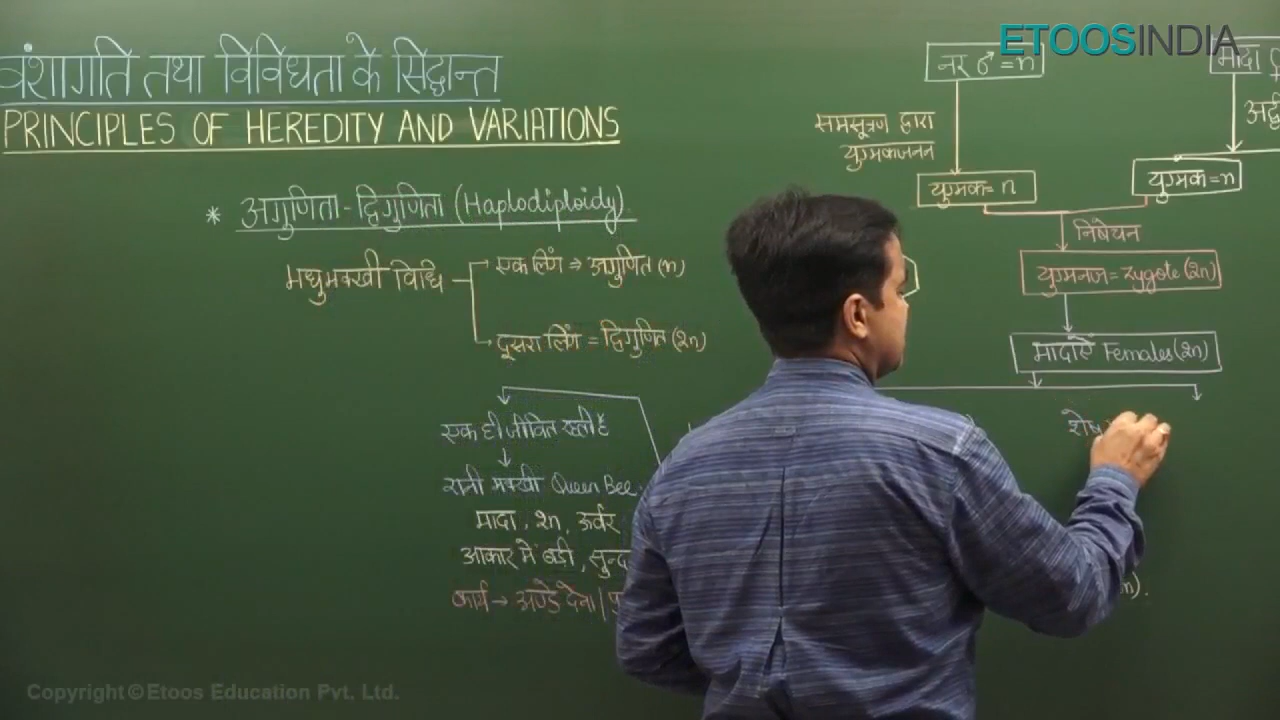 ETOOSINDIA
वंशागति तथा विविधता के सिद्धान्त
PRINCIPLES OF HEREDITY AND VARIATIONS
* अगुणिता-द्विगुणिता (Haplodiploidy)
मधुमक्खी विधि
एक लिंग ⇒ अगुणित (n)
दूसरा लिंग = द्विगुणित (2n)
एक ही जीवित रहती है
रानी मक्खी Queen Bee
मादा, 2n, ऊर्वर
आकार में बडी, सुन्द
कार्य → अण्डे देना /
नर ♂ = n
मादा
समसूत्रण द्वारा
युग्मकजनन
युग्मक = n
युग्मक = n
निषेचन
युग्मनज = zygote (2n)
मादाऐं Females (2n)
शेष
n).
Copyright © Etoos Education Pvt. Ltd.